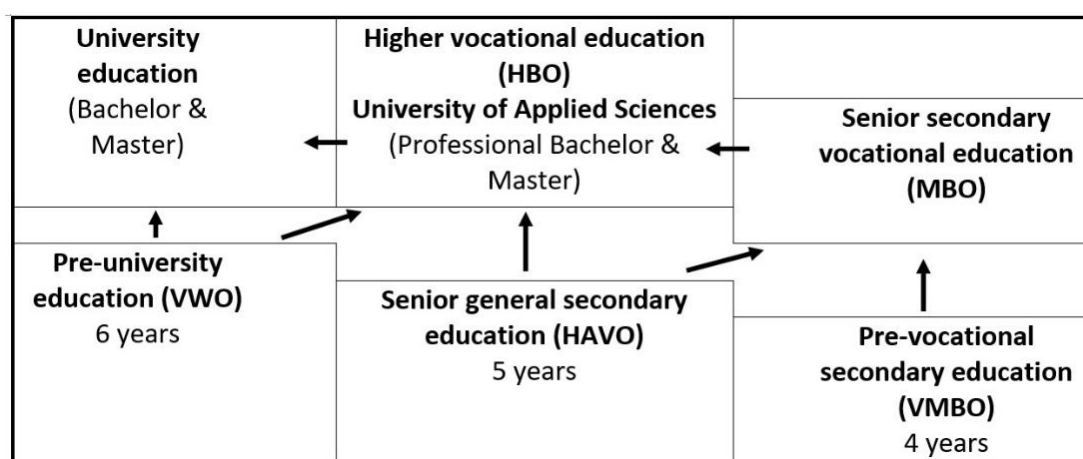 University
education
(Bachelor &
Master)
Higher vocational education
(HBO)
University of Applied Sciences
(Professional Bachelor &
Master)
Senior secondary
vocational education
(MBO)
Pre-university
education (VWO)
6 years
Senior general secondary
education (HAVO)
5 years
Pre-vocational
secondary education
(VMBO)
4 years